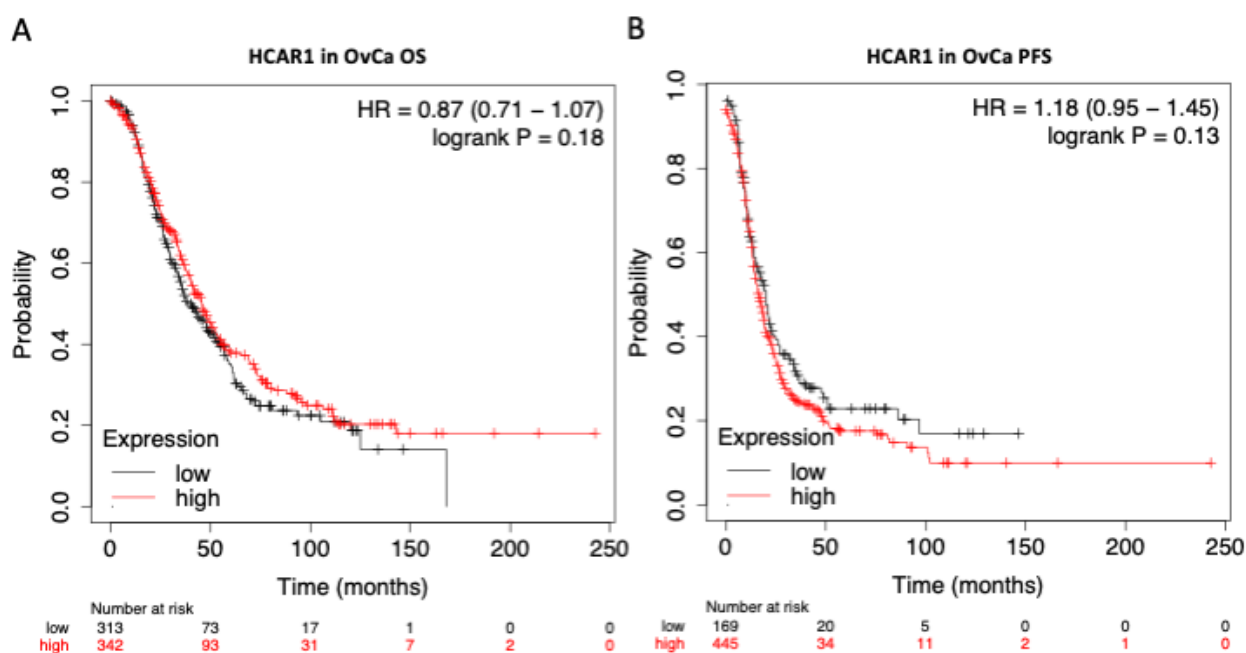 A
HCAR1 in OvCa OS
HR = 0.87 (0.71 – 1.07)
logrank P = 0.18
Probability
0.0 0.2 0.4 0.6 0.8 1.0
Expression
low
high
0 50 100 150 200 250
Time (months)
Number at risk
low 313 73 17 1 0 0
high 342 93 31 7 2 0
B
HCAR1 in OvCa PFS
HR = 1.18 (0.95 – 1.45)
logrank P = 0.13
Probability
0.0 0.2 0.4 0.6 0.8 1.0
Expression
low
high
0 50 100 150 200 250
Time (months)
Number at risk
low 169 20 5 0 0 0
high 445 34 11 2 1 0